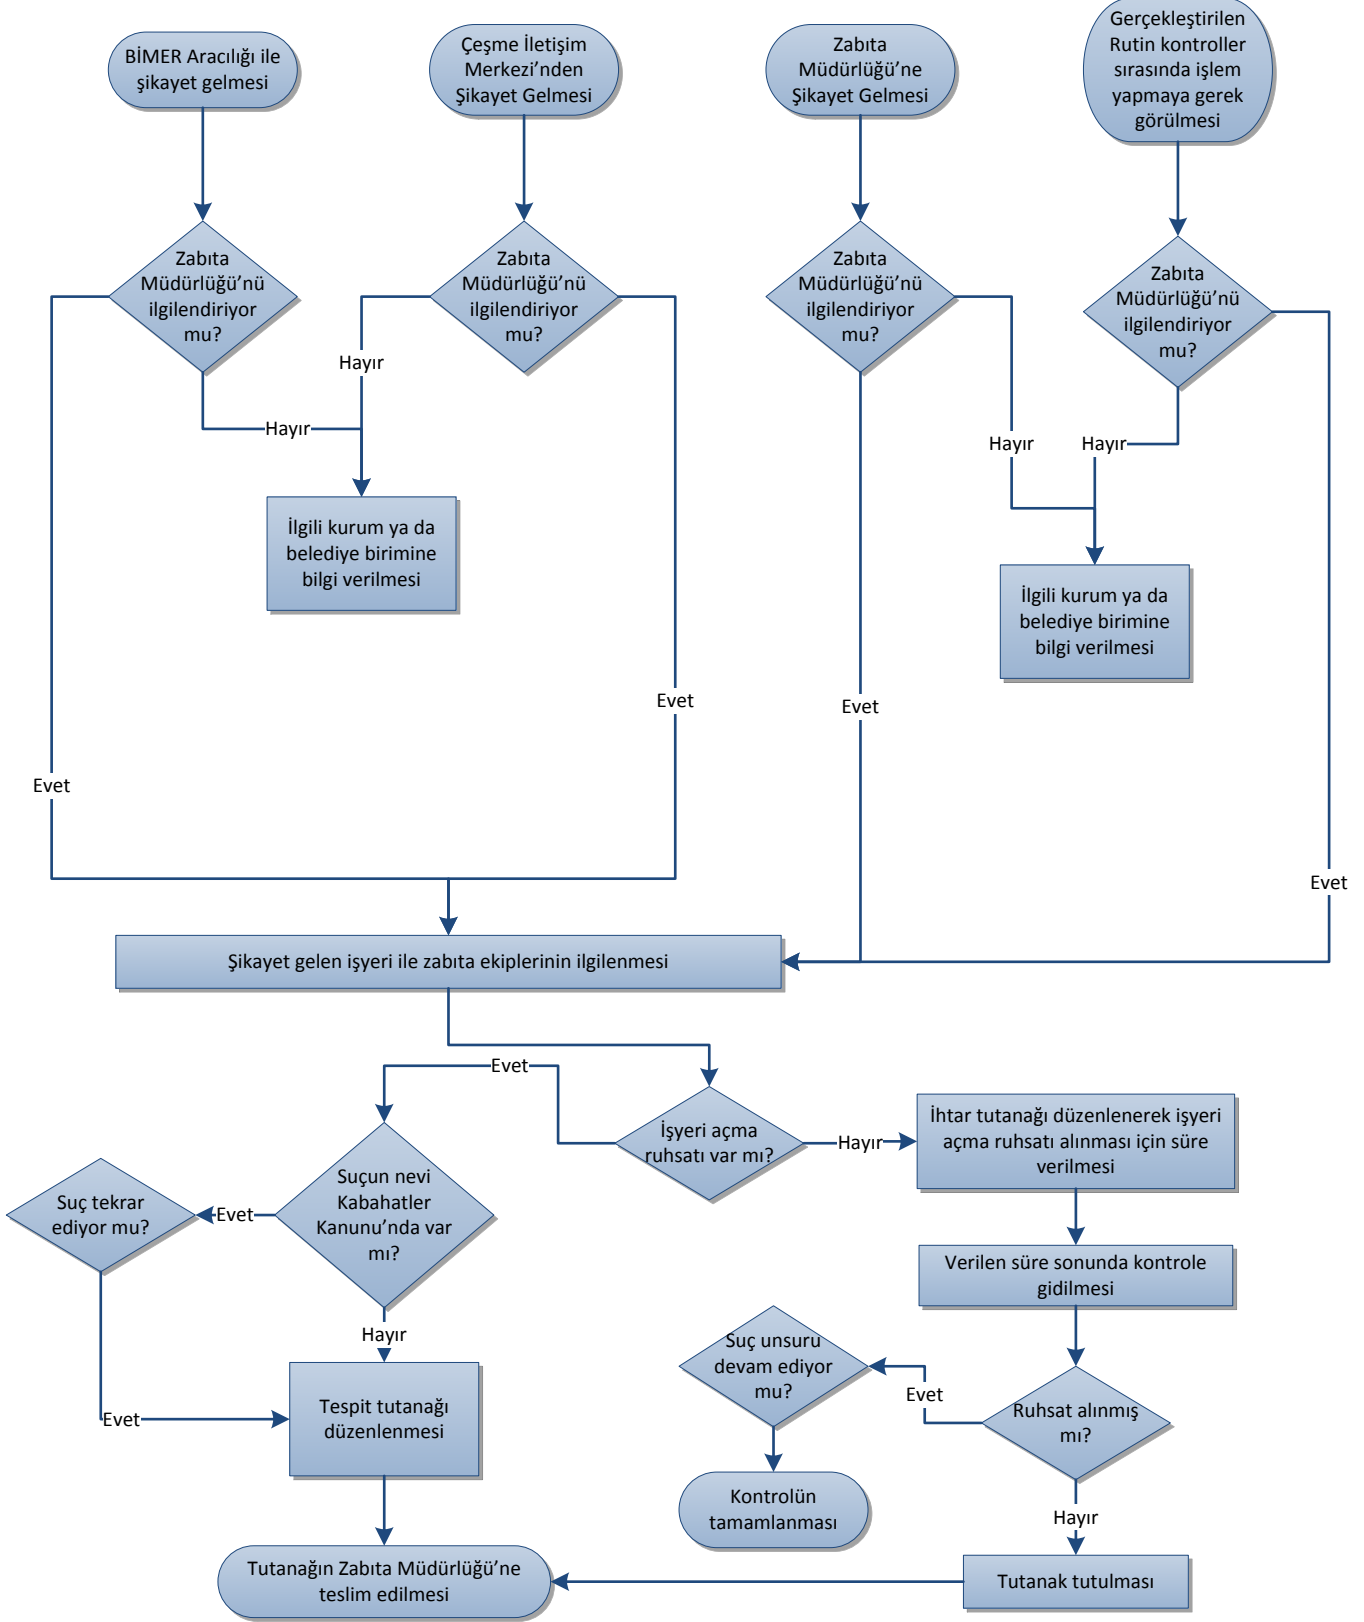 BİMER Aracılığı ile
şikayet gelmesi
Çeşme İletişim
Merkezi’nden
Şikayet Gelmesi
Zabıta
Müdürlüğü’ne
Şikayet Gelmesi
Gerçekleştirilen
Rutin kontroller
sırasında işlem
yapmaya gerek
görülmesi
Zabıta
Müdürlüğü’nü
ilgilendiriyor
mu?
Zabıta
Müdürlüğü’nü
ilgilendiriyor
mu?
Zabıta
Müdürlüğü’nü
ilgilendiriyor
mu?
Zabıta
Müdürlüğü’nü
ilgilendiriyor
mu?
Hayır
Hayır
Hayır
Hayır
İlgili kurum ya da
belediye birimine
bilgi verilmesi
İlgili kurum ya da
belediye birimine
bilgi verilmesi
Evet
Evet
Evet
Evet
Şikayet gelen işyeri ile zabıta ekiplerinin ilgilenmesi
Evet
İşyeri açma
ruhsatı var mı?
Hayır
İhtar tutanağı düzenlenerek işyeri
açma ruhsatı alınması için süre
verilmesi
Suç tekrar
ediyor mu?
Evet
Suçun nevi
Kabahatler
Kanunu’nda var
mı?
Verilen süre sonunda kontrole
gidilmesi
Hayır
Suç unsuru
devam ediyor
mu?
Evet
Ruhsat alınmış
mı?
Evet
Tespit tutanağı
düzenlenmesi
Kontrolün
tamamlanması
Hayır
Tutanağın Zabıta Müdürlüğü’ne
teslim edilmesi
Tutanak tutulması